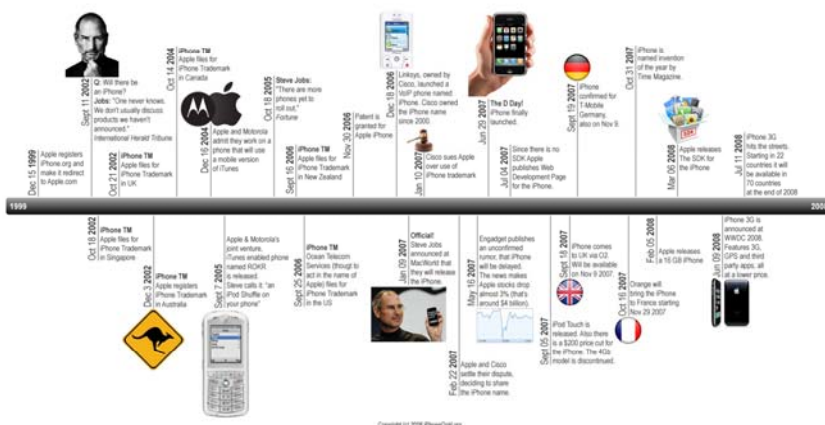 Dec 15 1999
Apple registers
iPhone.org and
make it redirect
to Apple.com
Sept 11 2002
Q: Will there be
an iPhone?
Jobs: "One never knows.
We don't usually discuss
products we haven't
announced."
International Herald Tribune
Oct 21 2002
iPhone TM
Apple files for
iPhone Trademark
in UK
Oct 14 2004
iPhone TM
Apple files for
iPhone Trademark
in Canada
Dec 16 2004
Apple and Motorola
admit they work on a
phone that will use
a mobile version
of iTunes
Oct 18 2005
Steve Jobs:
"There are more
phones yet to
roll out."
Fortune
Sept 16 2006
iPhone TM
Apple files for
iPhone Trademark
in New Zealand
Nov 30 2006
Patent is
granted for
Apple iPhone
Dec 18 2006
Linksys, owned by
Cisco, launched a
VoIP phone named
iPhone. Cisco owned
the iPhone name
since 2000.
Jan 10 2007
Cisco sues Apple
over use of
iPhone trademark
Jun 29 2007
The D Day!
iPhone finally
launched.
Jul 04 2007
Since there is no
SDK Apple
publishes Web
Development Page
for the iPhone.
Sept 19 2007
iPhone
confirmed for
T-Mobile
Germany,
also on Nov 9.
Oct 31 2007
iPhone is
named invention
of the year by
Time Magazine.
Mar 06 2008
SDK
Apple releases
The SDK for
the iPhone
Jul 11 2008
iPhone 3G
hits the streets.
Starting in 22
countries it will
be available in
70 countries
at the end of 2008
1999
Oct 18 2002
iPhone TM
Apple files for
iPhone Trademark
in Singapore
Dec 3 2002
iPhone TM
Apple registers
iPhone Trademark
in Australia
Sept 7 2005
Apple & Motorola's
joint venture,
iTunes enabled phone
named ROKR
is released.
Steve calls it: "an
iPod Shuffle on
your phone"
Sept 25 2006
iPhone TM
Ocean Telecom
Services (thougt to
act in the name of
Apple) files for
iPhone Trademark
in the US
Jan 09 2007
Official!
Steve Jobs
announced at
MacWorld that
they will release
the iPhone.
Feb 22 2007
Apple and Cisco
settle their dispute,
deciding to share
the iPhone name.
May 16 2007
Engadget publishes
an unconfirmed
rumor, that iPhone
will be delayed.
The news makes
Apple stocks drop
almost 3% (that's
around $4 billion).
Sept 05 2007
iPod Touch is
released. Also there
is a $200 price cut for
the iPhone. The 4Gb
model is discontinued.
Sept 18 2007
iPhone comes
to UK via O2.
Will be available
on Nov 9 2007.
Oct 16 2007
Orange will
bring the iPhone
to France starting
Nov 29 2007
Feb 05 2008
Apple releases
a 16 GB iPhone
Jun 09 2008
iPhone 3G is
announced at
WWDC 2008.
Features 3G,
GPS and third
party apps, all
at a lower price.